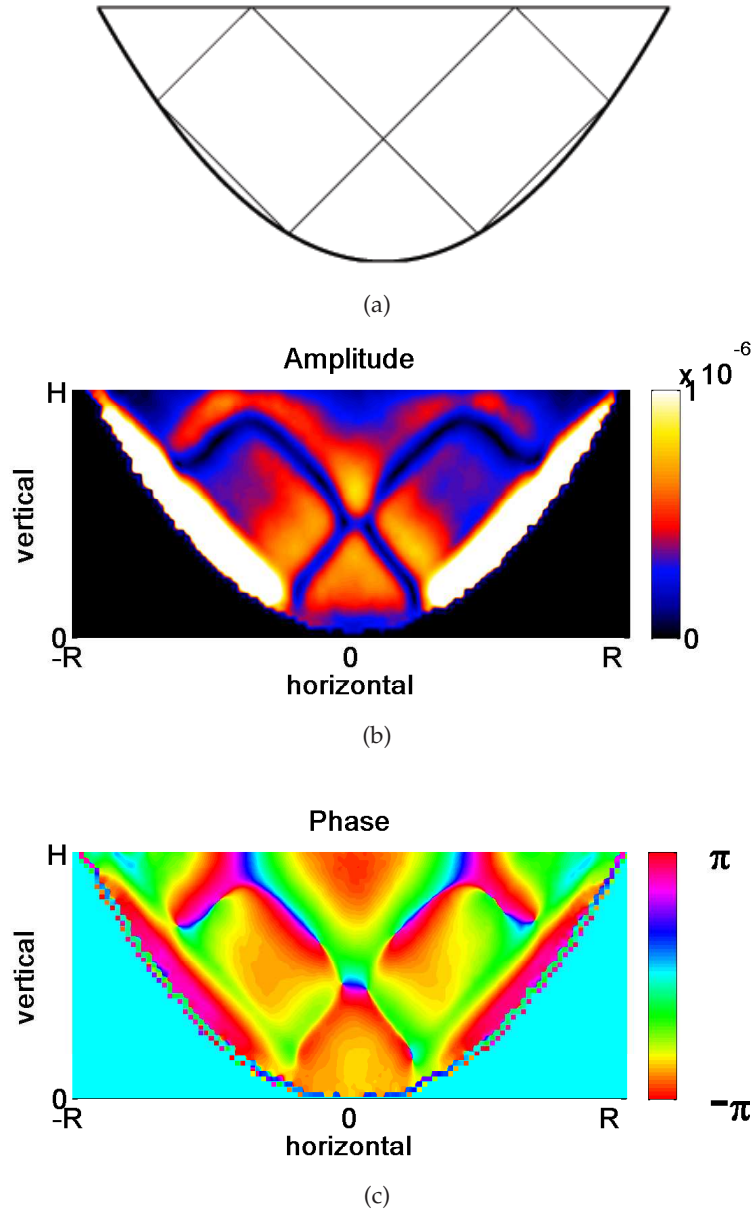 (a)
Amplitude
x 10-6
1
H
vertical
0
0
-R
0
R
horizontal
(b)
Phase
H
π
vertical
0
-π
-R
0
R
horizontal
(c)